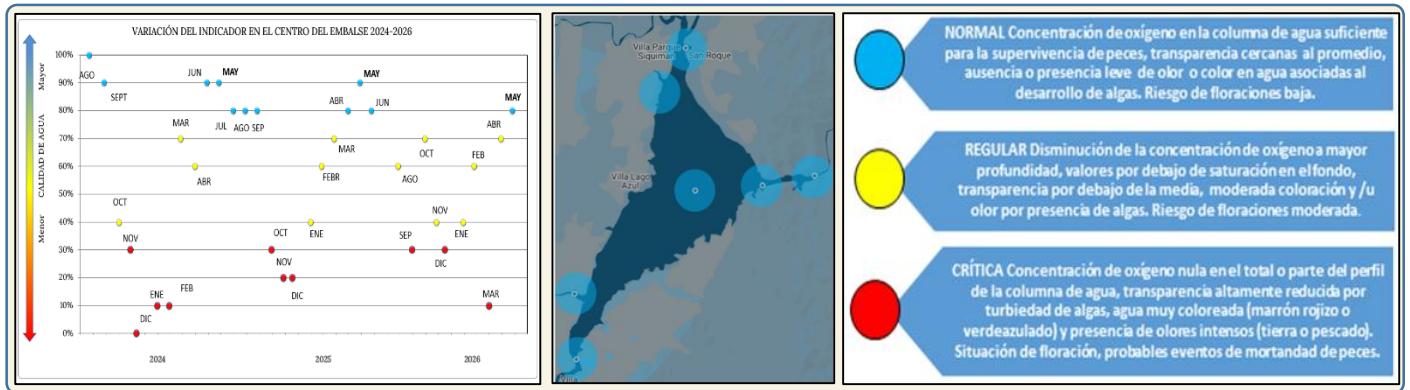 VARIACIÓN DEL INDICADOR EN EL CENTRO DEL EMBALSE 2024-2026
Menor CALIDAD DE AGUA Mayor
100%
90%
80%
70%
60%
50%
40%
30%
20%
10%
0%
AGO
SEPT
OCT
NOV
DIC
ENE
FEB
MAR
ABR
JUN
MAY
JUL
AGO
SEP
OCT
NOV
DIC
ENE
FEBR
MAR
ABR
MAY
JUN
AGO
SEP
OCT
NOV
DIC
ENE
FEB
MAR
ABR
MAY
2024
2025
2026
Villa Parque
Siquiman
San Roque
Villa Lago
Azul
Villa
NORMAL Concentración de oxígeno en la columna de agua suficiente
para la supervivencia de peces, transparencia cercanas al promedio,
ausencia o presencia leve de olor o color en agua asociadas al
desarrollo de algas. Riesgo de floraciones baja.
REGULAR Disminución de la concentración de oxígeno a mayor
profundidad, valores por debajo de saturación en el fondo,
transparencia por debajo de la media, moderada coloración y /u
olor por presencia de algas. Riesgo de floraciones moderada.
CRÍTICA Concentración de oxígeno nula en el total o parte del perfil
de la columna de agua, transparencia altamente reducida por
turbiedad de algas, agua muy coloreada (marrón rojizo o
verdeazulado) y presencia de olores intensos (tierra o pescado).
Situación de floración, probables eventos de mortandad de peces.